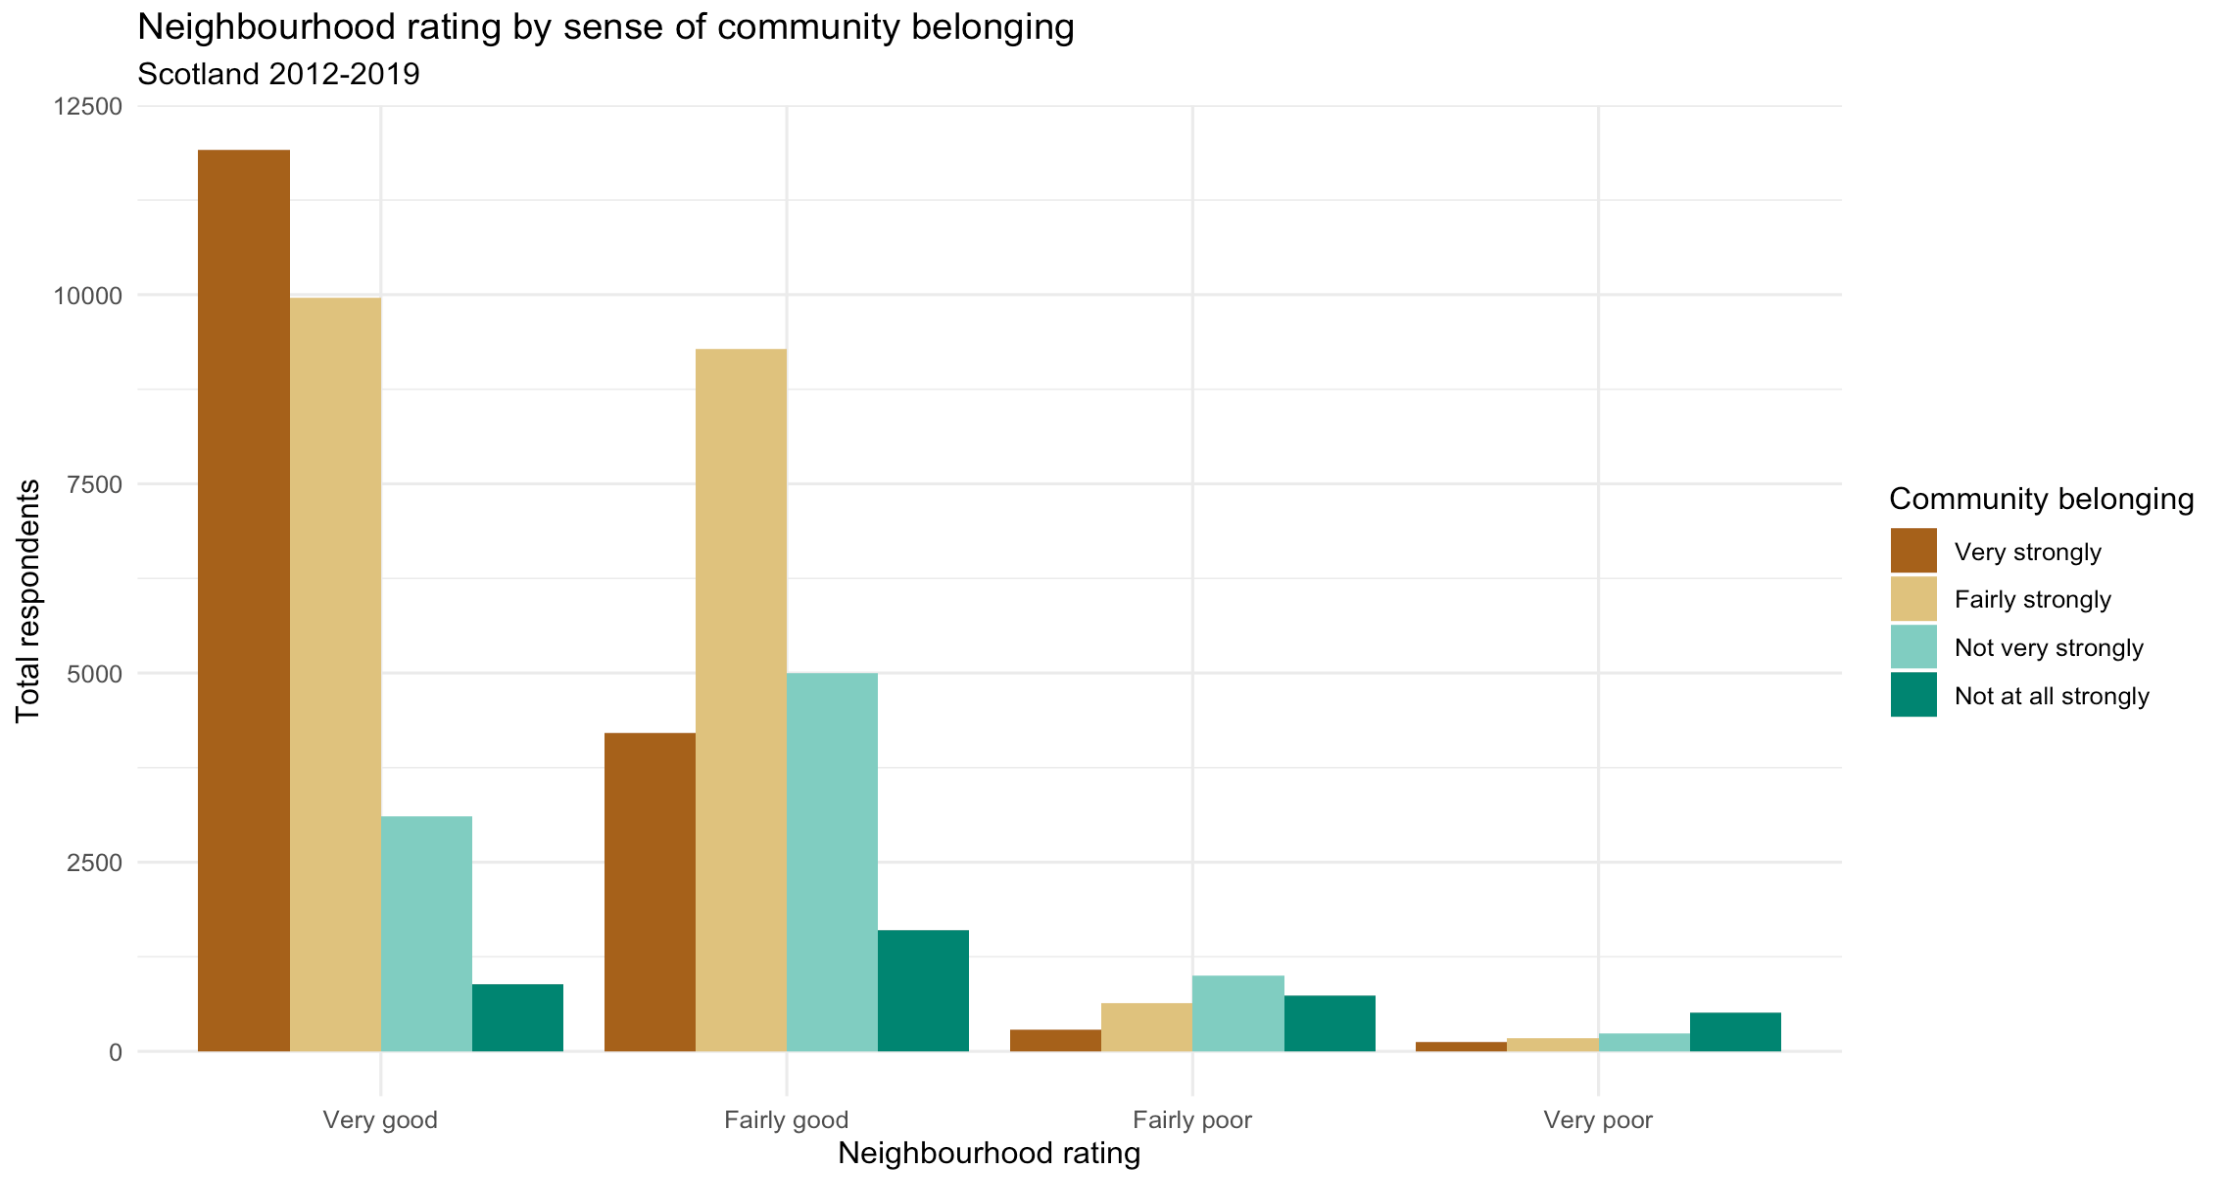 Neighbourhood rating by sense of community belonging
Scotland 2012-2019
12500
10000
7500
5000
2500
0
Total respondents
Very good
Fairly good
Fairly poor
Very poor
Neighbourhood rating
Community belonging
Very strongly
Fairly strongly
Not very strongly
Not at all strongly